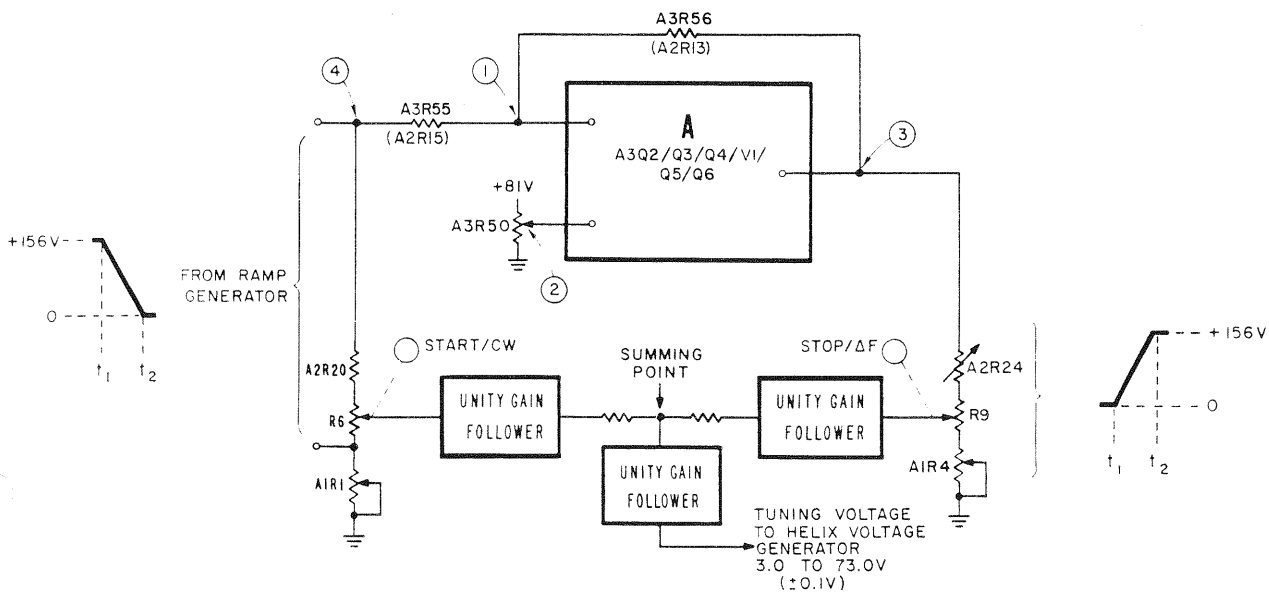 A3R56
(A2R13)
4
1
A3R55
(A2R15)
A
A3Q2/Q3/Q4/V1/
Q5/Q6
3
+81V
A3R50
2
+156V
0
t1
t2
FROM RAMP
GENERATOR
START/CW
SUMMING
POINT
STOP/ΔF
A2R20
R6
A1R1
UNITY GAIN
FOLLOWER
UNITY GAIN
FOLLOWER
UNITY GAIN
FOLLOWER
A2R24
R9
A1R4
+156V
0
t1
t2
TUNING VOLTAGE
TO HELIX VOLTAGE
GENERATOR
3.0 TO 73.0V
(±0.1V)